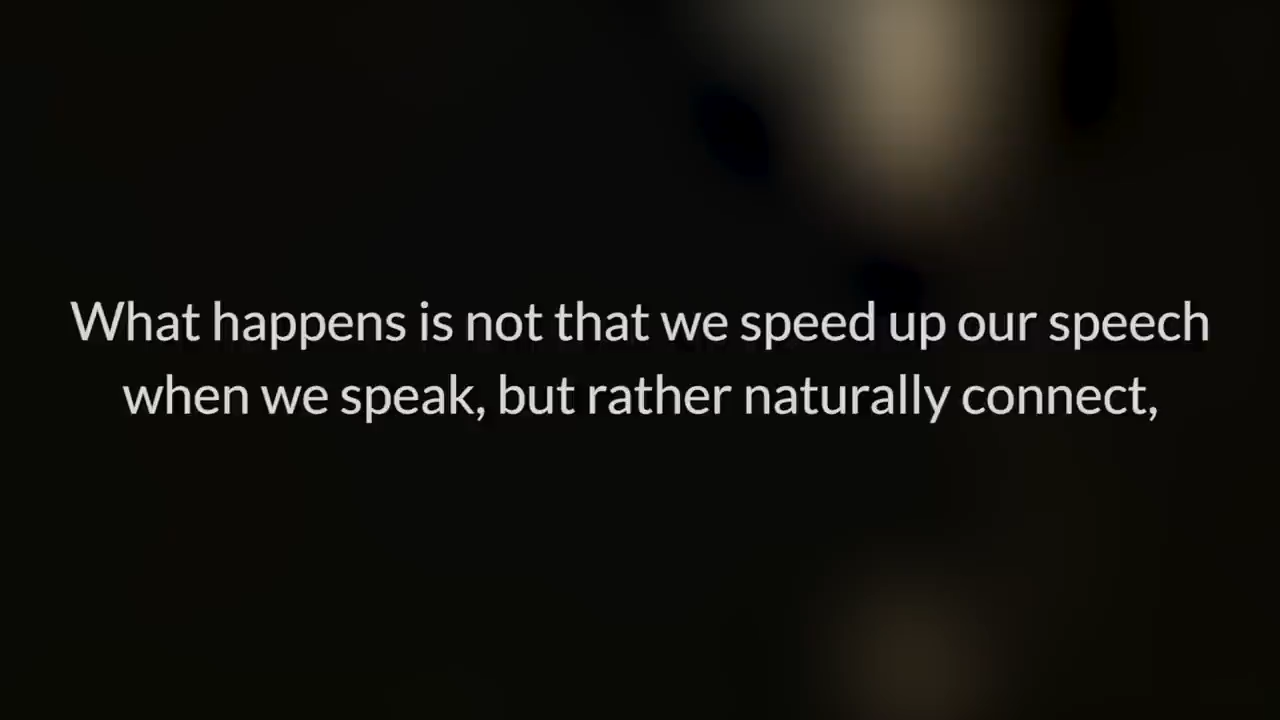 What happens is not that we speed up our speech
when we speak, but rather naturally connect,